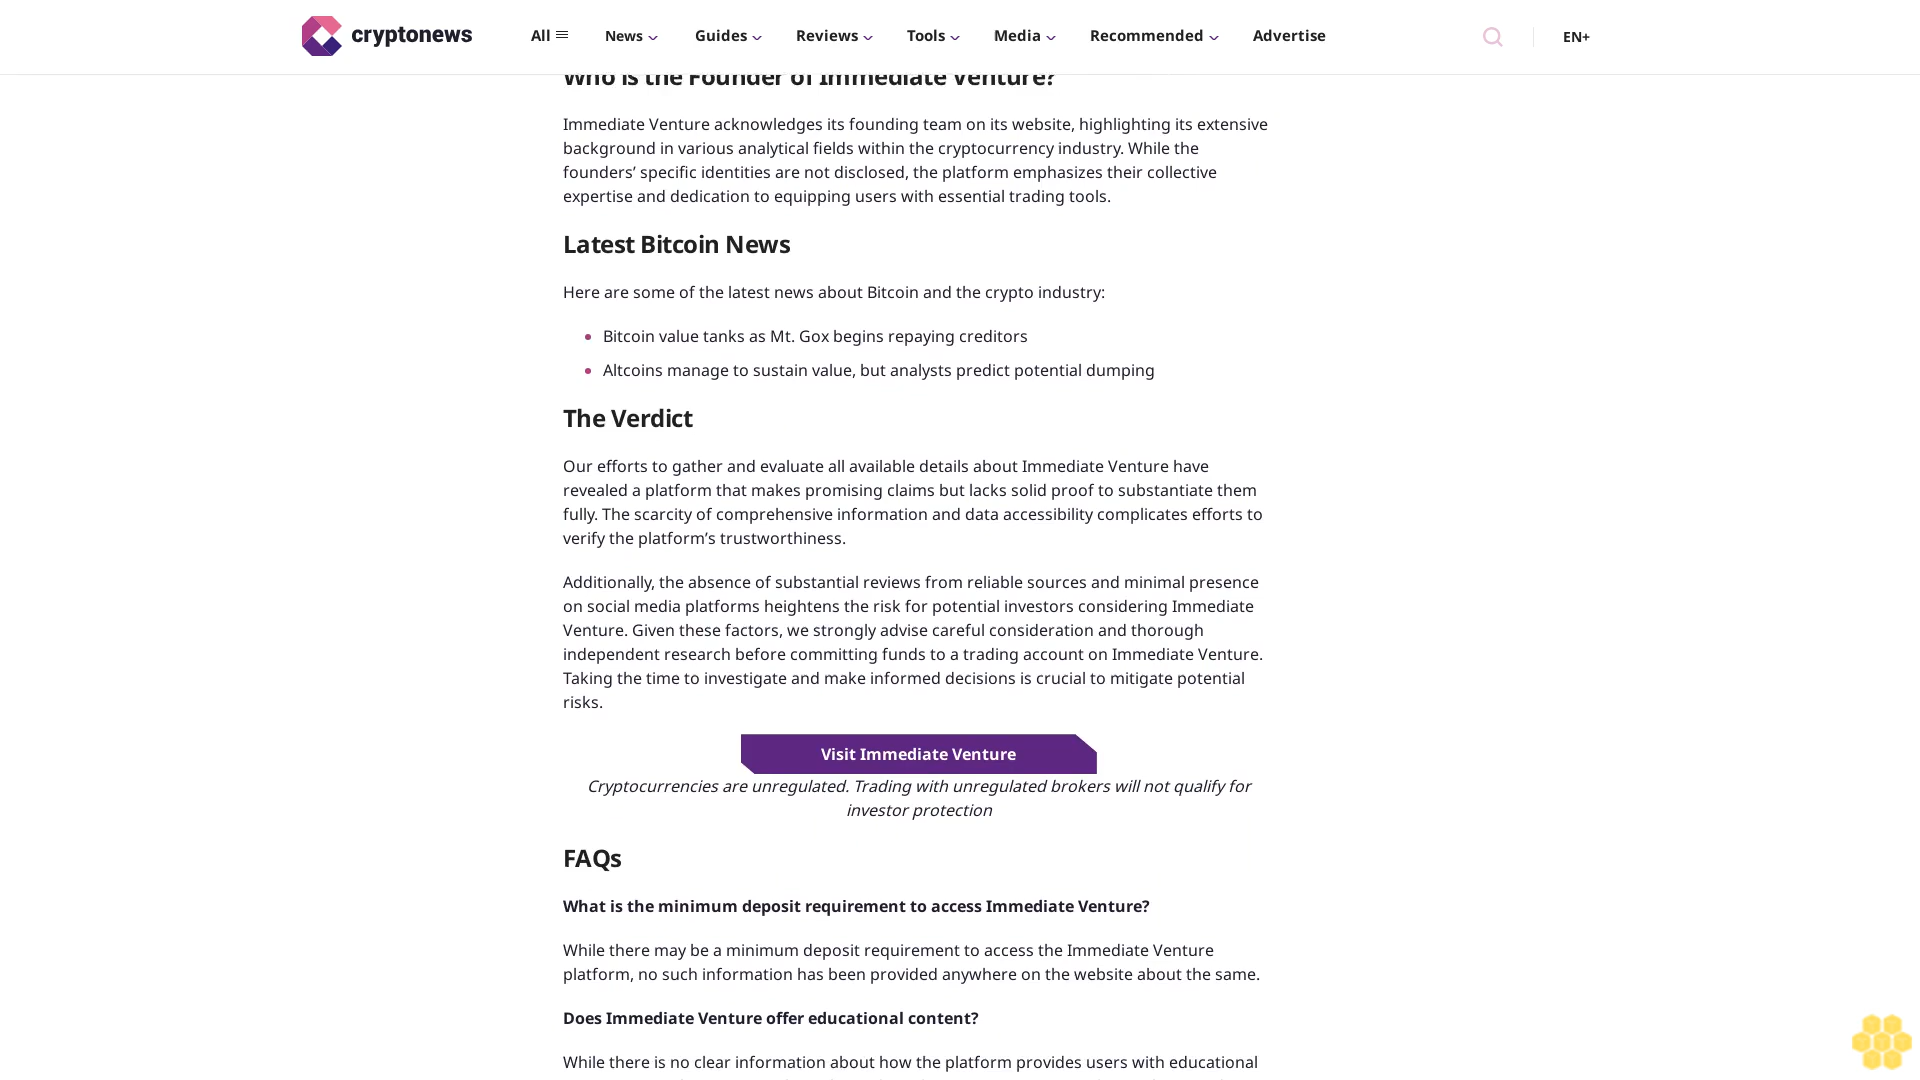 cryptonews
All
News
Guides
Reviews
Tools
Media
Recommended
Advertise
EN+
Who is the Founder of Immediate Venture?
Immediate Venture acknowledges its founding team on its website, highlighting its extensive
background in various analytical fields within the cryptocurrency industry. While the
founders’ specific identities are not disclosed, the platform emphasizes their collective
expertise and dedication to equipping users with essential trading tools.
Latest Bitcoin News
Here are some of the latest news about Bitcoin and the crypto industry:
Bitcoin value tanks as Mt. Gox begins repaying creditors
Altcoins manage to sustain value, but analysts predict potential dumping
The Verdict
Our efforts to gather and evaluate all available details about Immediate Venture have
revealed a platform that makes promising claims but lacks solid proof to substantiate them
fully. The scarcity of comprehensive information and data accessibility complicates efforts to
verify the platform’s trustworthiness.
Additionally, the absence of substantial reviews from reliable sources and minimal presence
on social media platforms heightens the risk for potential investors considering Immediate
Venture. Given these factors, we strongly advise careful consideration and thorough
independent research before committing funds to a trading account on Immediate Venture.
Taking the time to investigate and make informed decisions is crucial to mitigate potential
risks.
Visit Immediate Venture
Cryptocurrencies are unregulated. Trading with unregulated brokers will not qualify for
investor protection
FAQs
What is the minimum deposit requirement to access Immediate Venture?
While there may be a minimum deposit requirement to access the Immediate Venture
platform, no such information has been provided anywhere on the website about the same.
Does Immediate Venture offer educational content?
While there is no clear information about how the platform provides users with educational